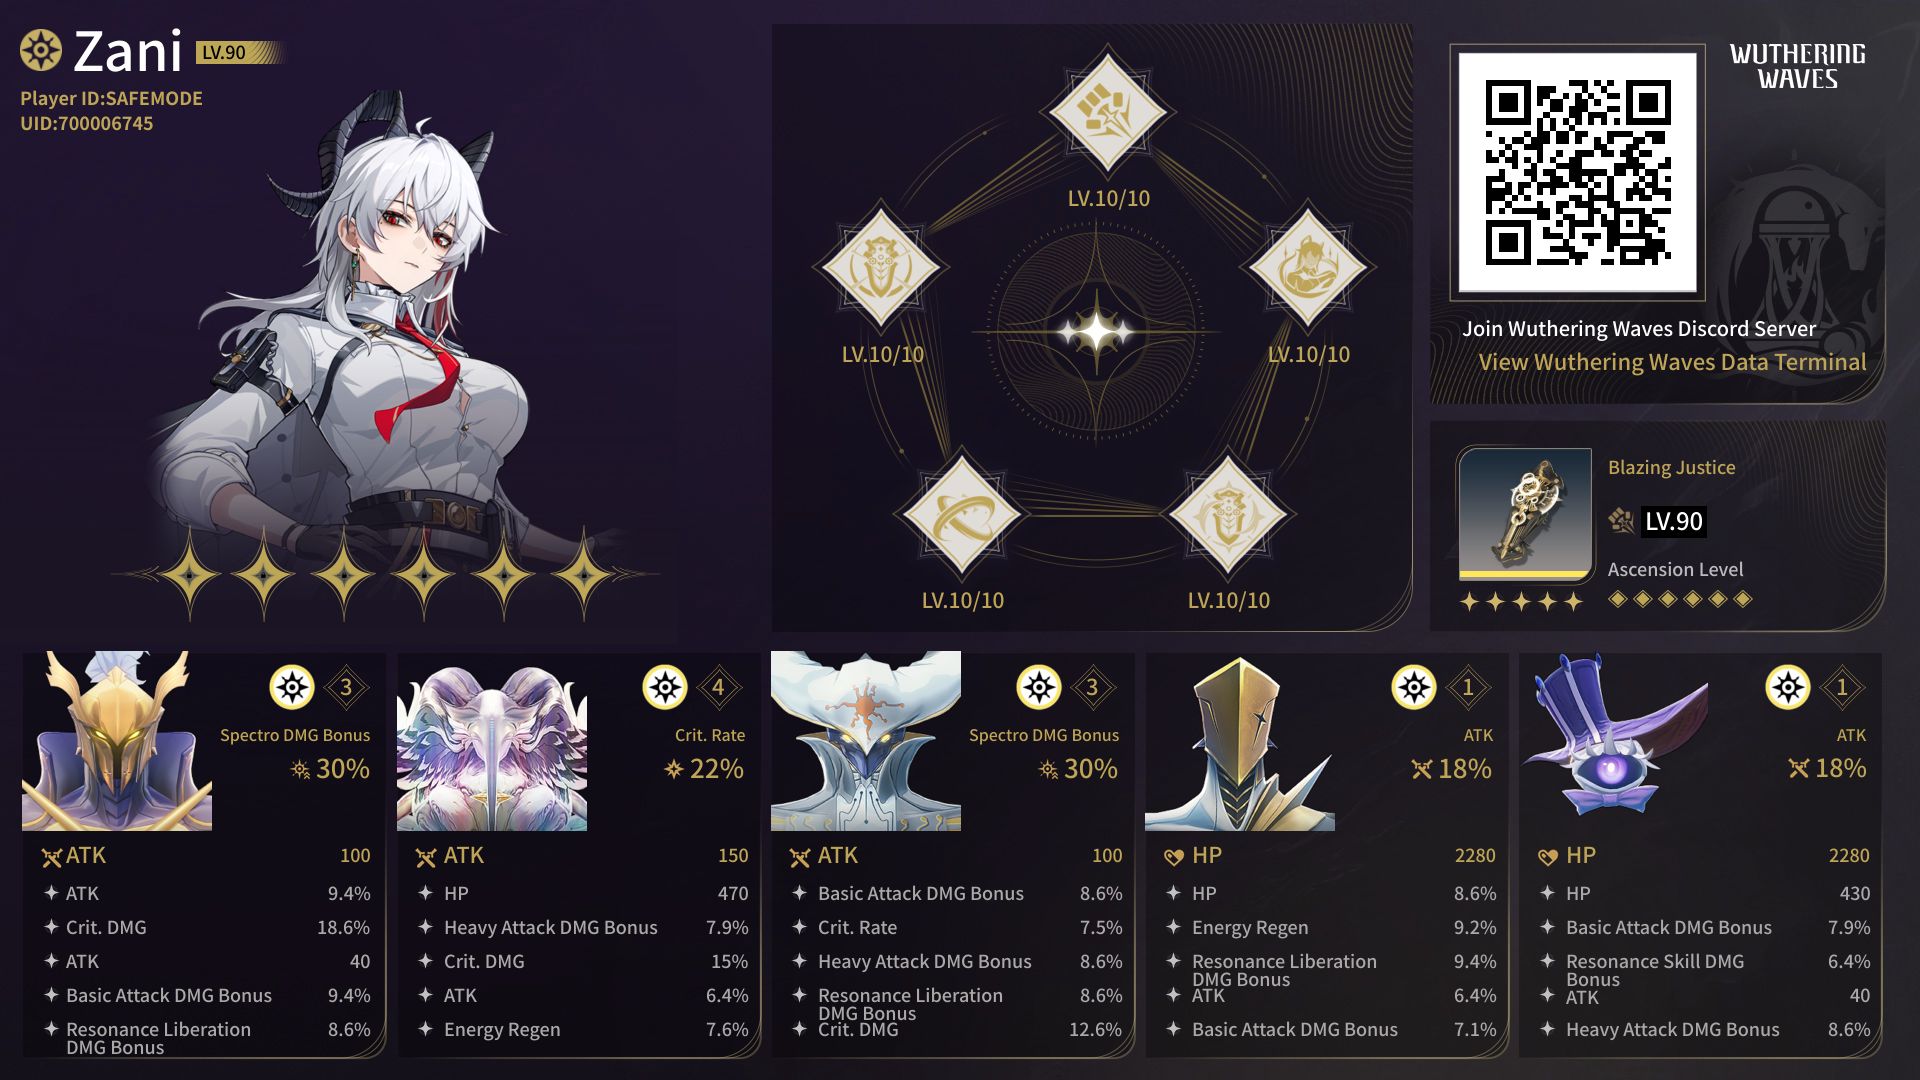 Zani LV.90
Player ID:SAFEMODE
UID:700006745
LV.10/10
LV.10/10
LV.10/10
LV.10/10
LV.10/10
WUTHERING
WAVES
Join Wuthering Waves Discord Server
View Wuthering Waves Data Terminal
Blazing Justice
LV.90
Ascension Level
3
Spectro DMG Bonus
30%
ATK 100
ATK 9.4%
Crit. DMG 18.6%
ATK 40
Basic Attack DMG Bonus 9.4%
Resonance Liberation 8.6%
DMG Bonus
4
Crit. Rate
22%
ATK 150
HP 470
Heavy Attack DMG Bonus 7.9%
Crit. DMG 15%
ATK 6.4%
Energy Regen 7.6%
3
Spectro DMG Bonus
30%
ATK 100
Basic Attack DMG Bonus 8.6%
Crit. Rate 7.5%
Heavy Attack DMG Bonus 8.6%
Resonance Liberation 8.6%
DMG Bonus
Crit. DMG 12.6%
1
ATK
18%
HP 2280
HP 8.6%
Energy Regen 9.2%
Resonance Liberation 9.4%
DMG Bonus
ATK 6.4%
Basic Attack DMG Bonus 7.1%
1
ATK
18%
HP 2280
HP 430
Basic Attack DMG Bonus 7.9%
Resonance Skill DMG 6.4%
Bonus
ATK 40
Heavy Attack DMG Bonus 8.6%